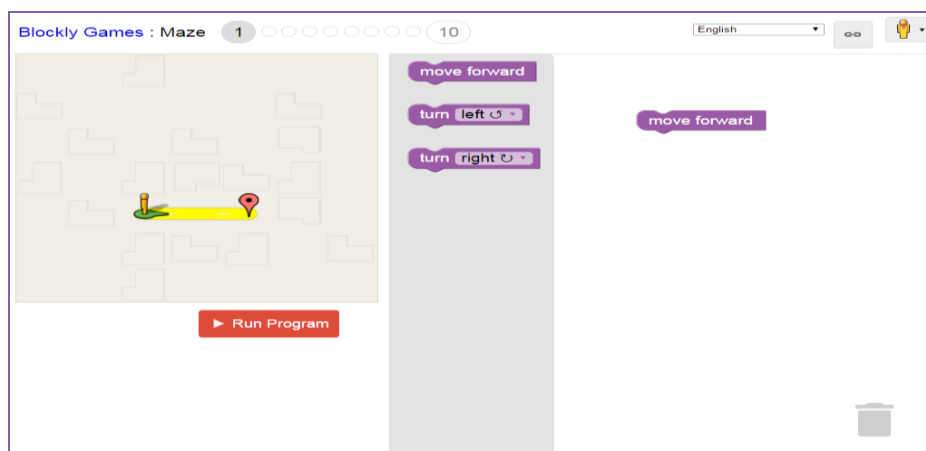 Blockly Games : Maze 1 10 English
move forward
turn left ↺
turn right ↻
move forward
Run Program